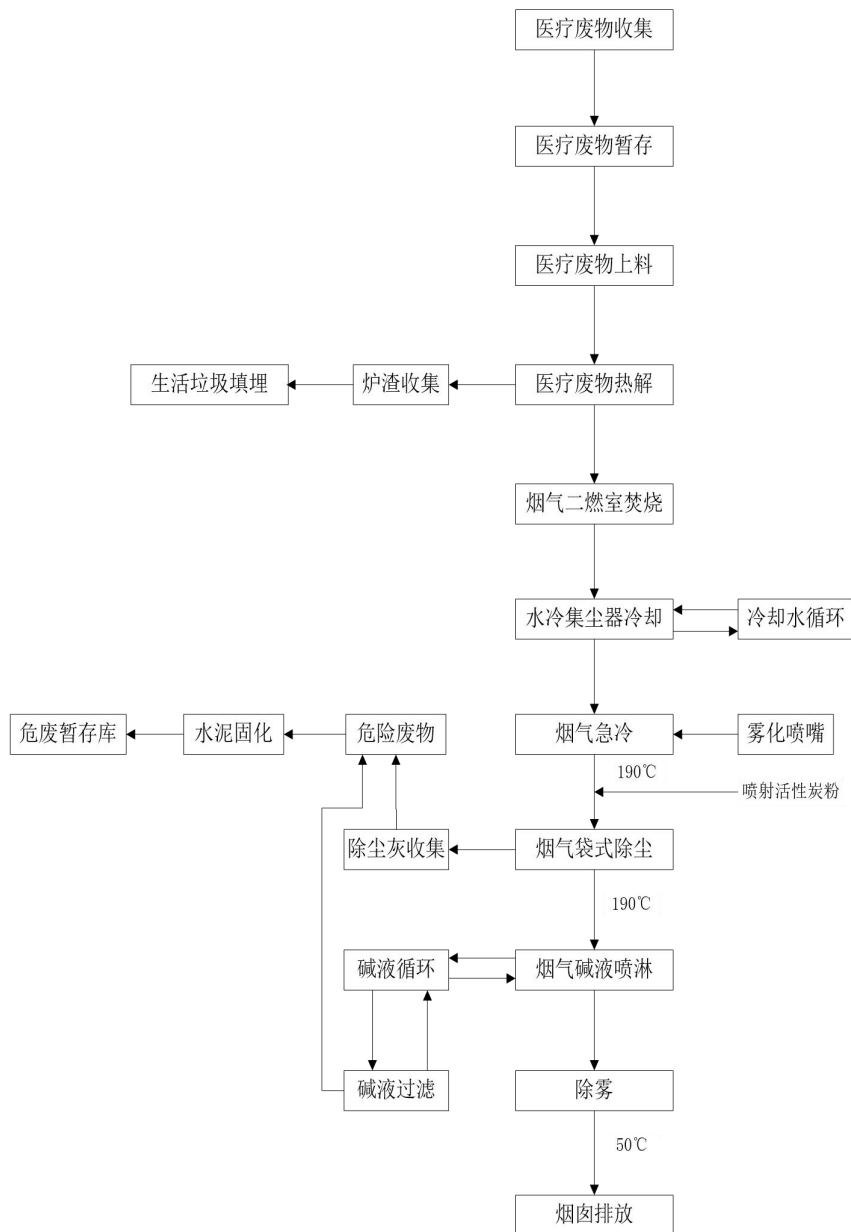 医疗废物收集
医疗废物暂存
医疗废物上料
生活垃圾填埋
炉渣收集
医疗废物热解
烟气二燃室焚烧
水冷集尘器冷却
冷却水循环
危废暂存库
水泥固化
危险废物
烟气急冷
雾化喷嘴
190℃
喷射活性炭粉
除尘灰收集
烟气袋式除尘
190℃
碱液循环
烟气碱液喷淋
碱液过滤
除雾
50℃
烟囱排放